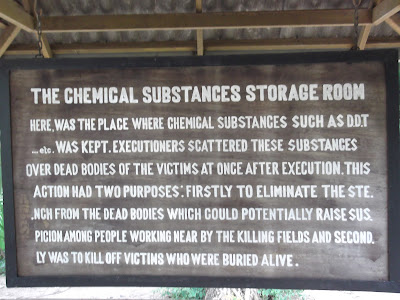 THE CHEMICAL SUBSTANCES STORAGE ROOM
HERE, WAS THE PLACE WHERE CHEMICAL SUBSTANCES SUCH AS D.D.T
...etc. WAS KEPT. EXECUTIONERS SCATTERED THESE SUBSTANCES
OVER DEAD BODIES OF THE VICTIMS AT ONCE AFTER EXECUTION. THIS
ACTION HAD TWO PURPOSES: FIRSTLY TO ELIMINATE THE STE.
.NCH FROM THE DEAD BODIES WHICH COULD POTENTIALLY RAISE SUS.
PICION AMONG PEOPLE WORKING NEAR BY THE KILLING FIELDS AND SECOND.
LY WAS TO KILL OFF VICTIMS WHO WERE BURIED ALIVE.